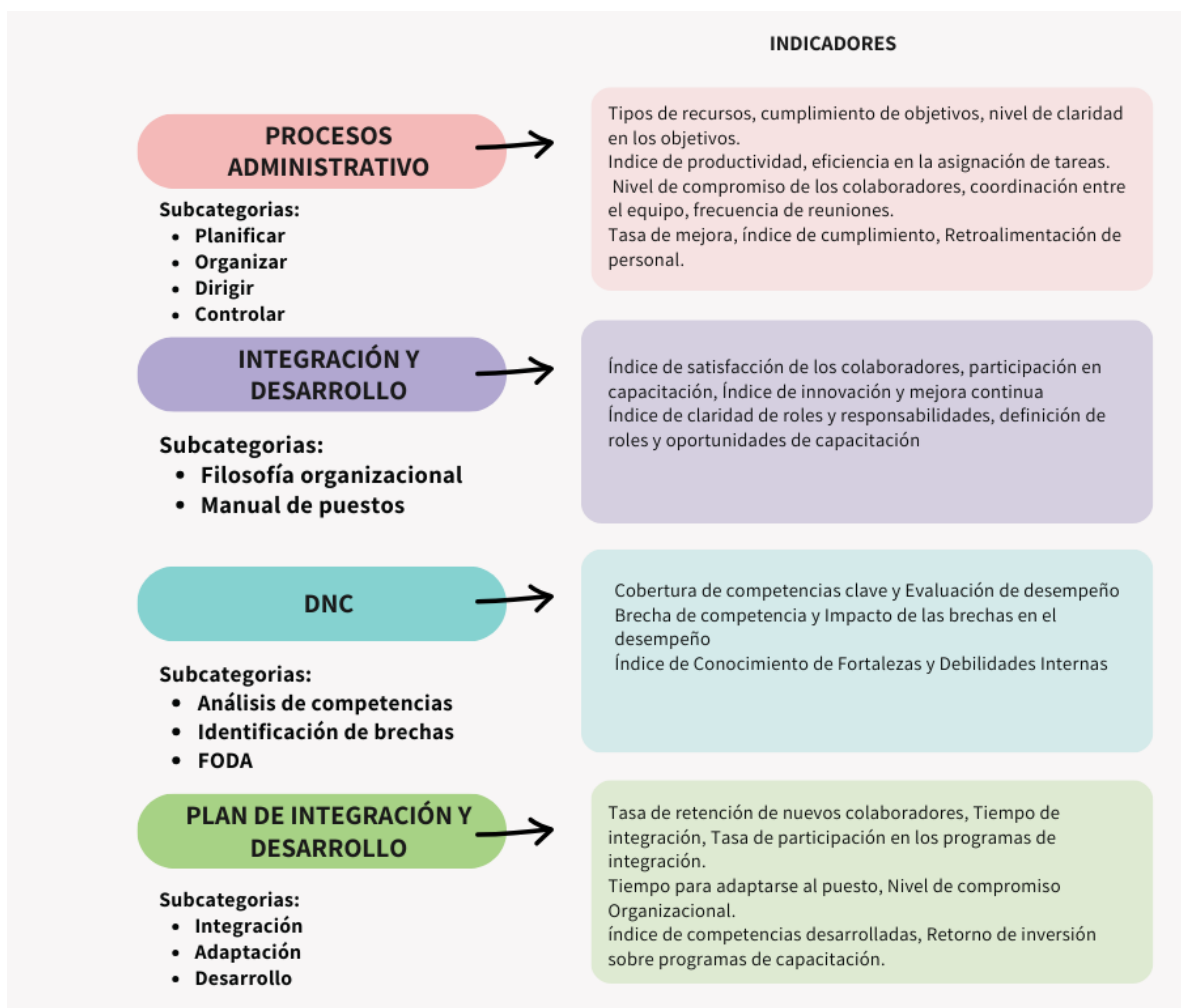 INDICADORES
PROCESOS
ADMINISTRATIVO
Tipos de recursos, cumplimiento de objetivos, nivel de claridad
en los objetivos.
Indice de productividad, eficiencia en la asignación de tareas.
Nivel de compromiso de los colaboradores, coordinación entre
el equipo, frecuencia de reuniones.
Tasa de mejora, índice de cumplimiento, Retroalimentación de
personal.
Subcategorias:
• Planificar
• Organizar
• Dirigir
• Controlar
INTEGRACIÓN Y
DESARROLLO
Índice de satisfacción de los colaboradores, participación en
capacitación, Índice de innovación y mejora continua
Índice de claridad de roles y responsabilidades, definición de
roles y oportunidades de capacitación
Subcategorias:
• Filosofía organizacional
• Manual de puestos
DNC
Cobertura de competencias clave y Evaluación de desempeño
Brecha de competencia y Impacto de las brechas en el
desempeño
Índice de Conocimiento de Fortalezas y Debilidades Internas
Subcategorias:
• Análisis de competencias
• Identificación de brechas
• FODA
PLAN DE INTEGRACIÓN Y
DESARROLLO
Tasa de retención de nuevos colaboradores, Tiempo de
integración, Tasa de participación en los programas de
integración.
Tiempo para adaptarse al puesto, Nivel de compromiso
Organizacional.
índice de competencias desarrolladas, Retorno de inversión
sobre programas de capacitación.
Subcategorias:
• Integración
• Adaptación
• Desarrollo